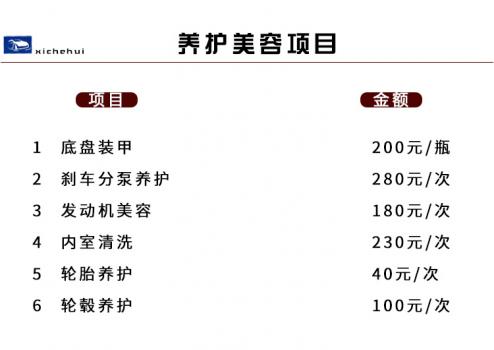 xichehui
养护美容项目
项目 金额
1 底盘装甲 200元/瓶
2 刹车分泵养护 280元/次
3 发动机美容 180元/次
4 内室清洗 230元/次
5 轮胎养护 40元/次
6 轮毂养护 100元/次